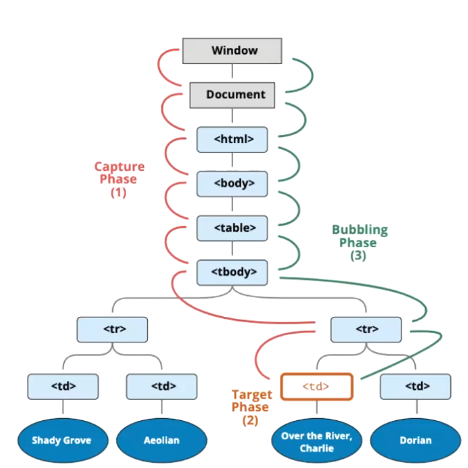 Window
Document
<html>
Capture
Phase
(1)
<body>
<table>
Bubbling
Phase
(3)
<tbody>
<tr>
<tr>
<td>
<td>
Target
Phase
(2)
<td>
<td>
Shady Grove
Aeolian
Over the River,
Charlie
Dorian